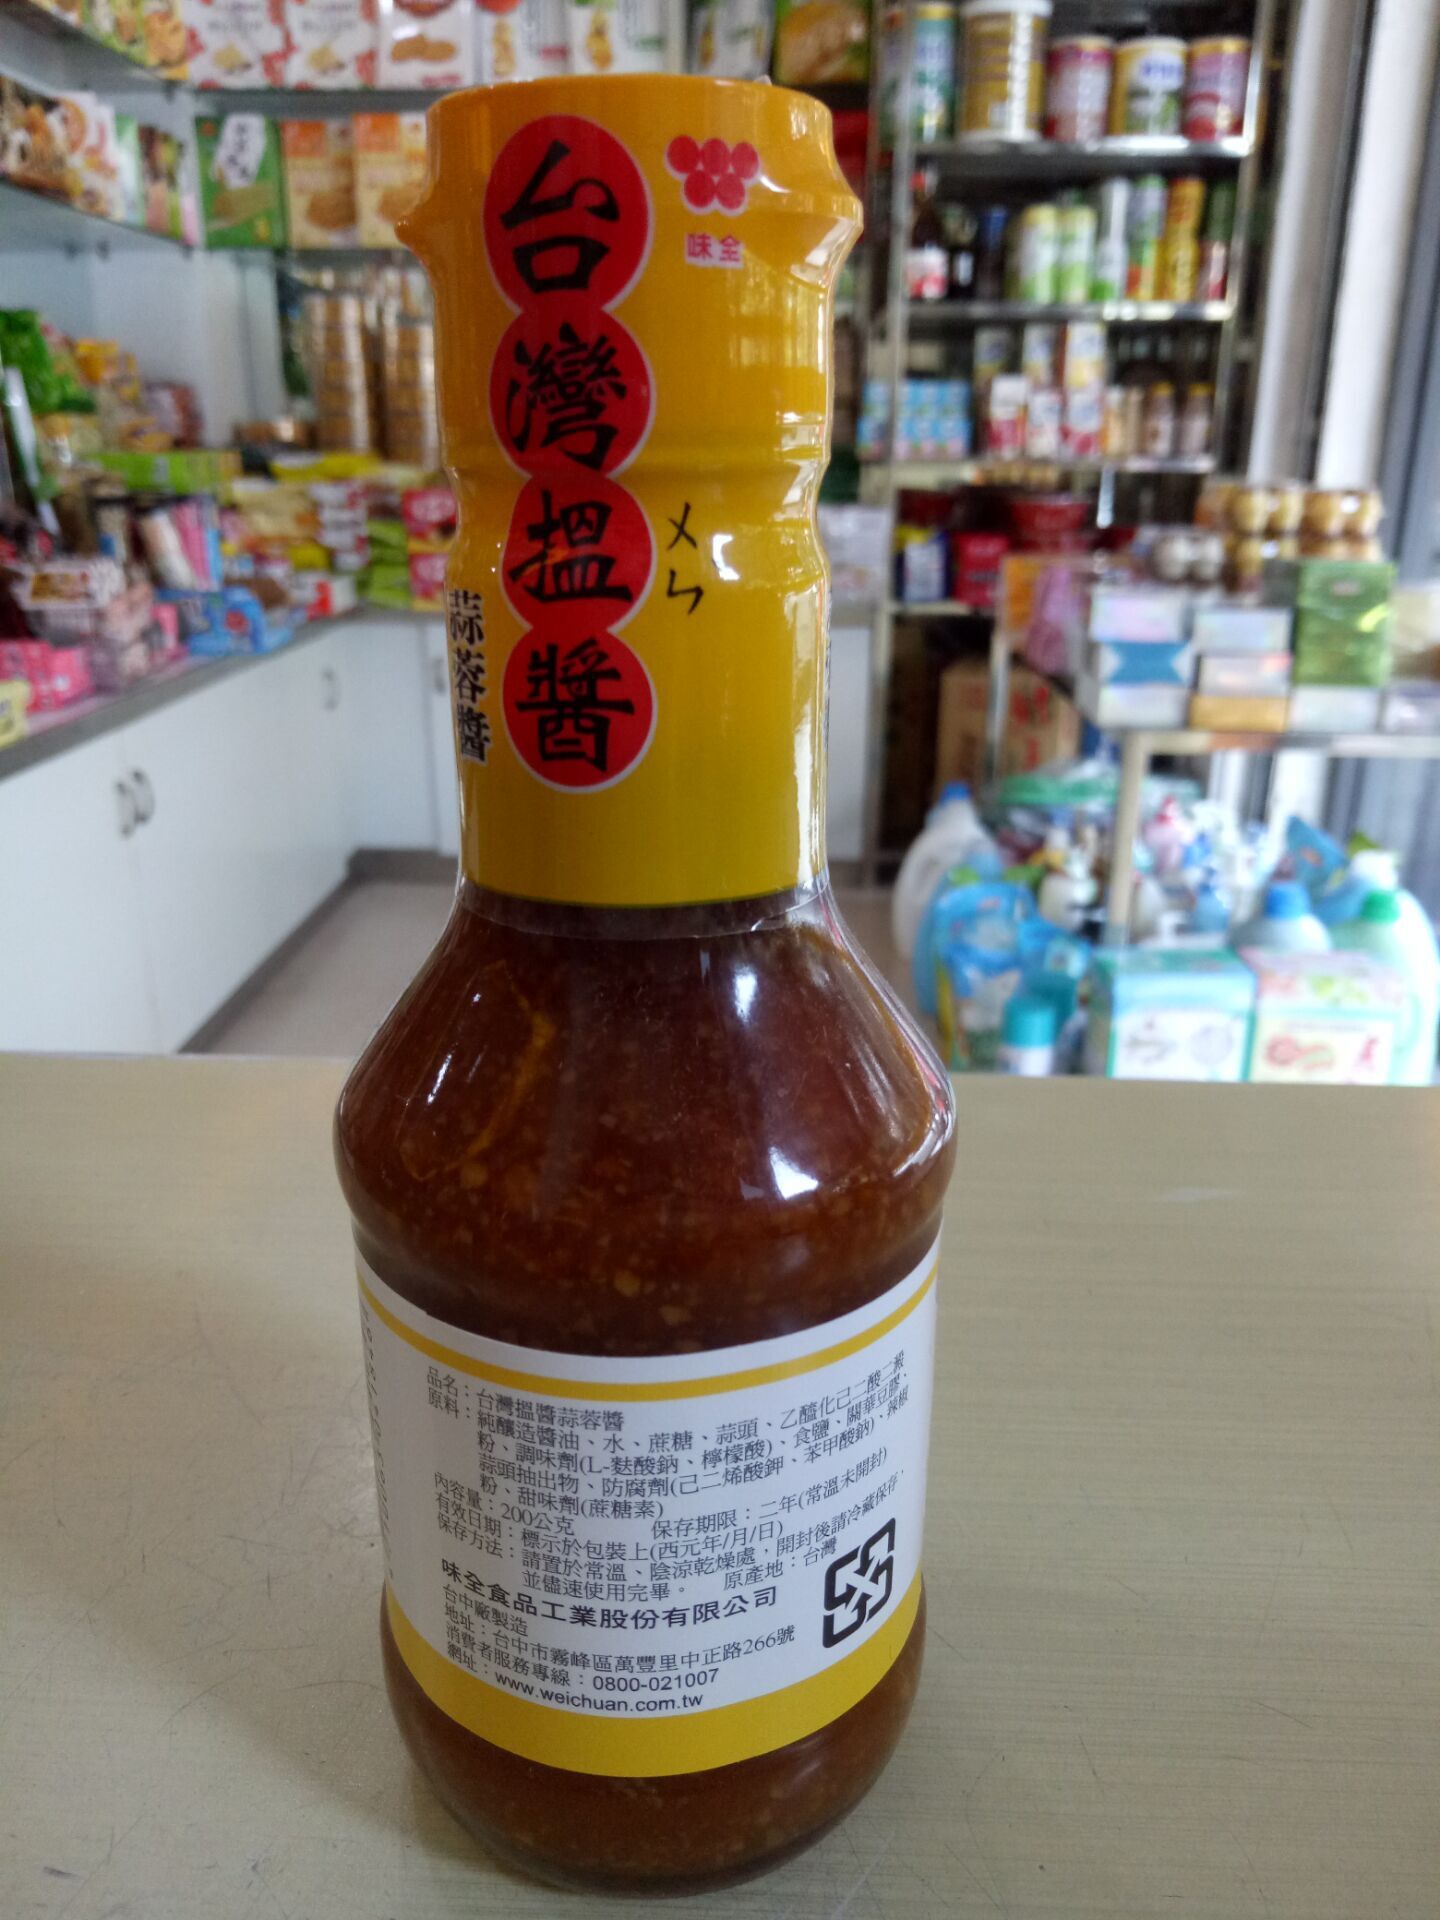 台灣搵醬
味全
ㄨㄣ
蒜蓉醬
品名：台灣搵醬蒜蓉醬
原料：純釀造醬油、水、蔗糖、蒜頭、乙醯化己二酸二澱
粉、調味劑(L-麩酸鈉、檸檬酸)、食鹽、關華豆膠、
蒜頭抽出物、防腐劑(己二烯酸鉀、苯甲酸鈉)、辣椒
粉、甜味劑(蔗糖素)
內容量：200公克 保存期限：二年(常溫未開封)
有效日期：標示於包裝上(西元年/月/日)
保存方法：請置於常溫、陰涼乾燥處，開封後請冷藏保存，
並儘速使用完畢。 原產地：台灣
味全食品工業股份有限公司
台中廠製造
地址：台中市霧峰區萬豐里中正路266號
消費者服務專線：0800-021007
網址：www.weichuan.com.tw